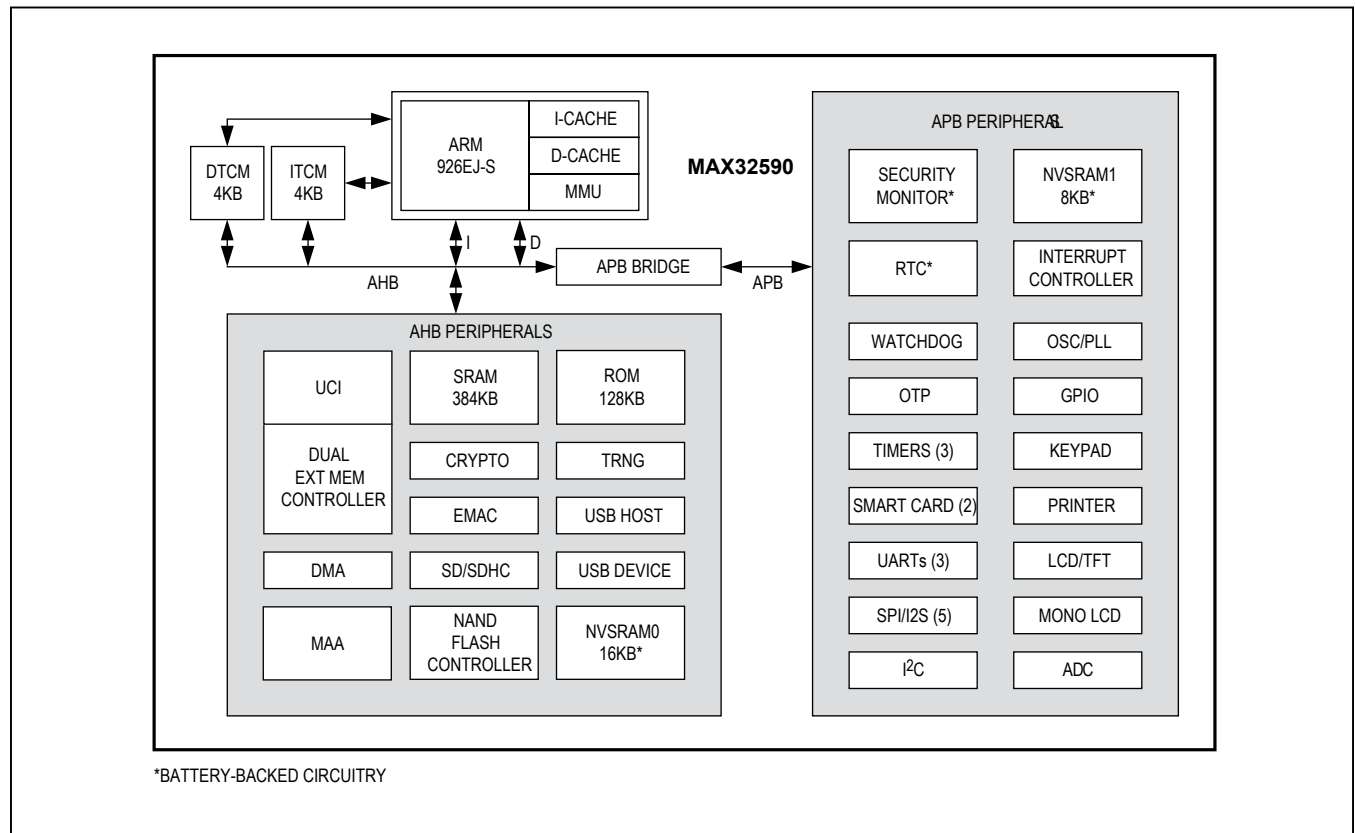 ARM
926EJ-S
I-CACHE
D-CACHE
MMU
DTCM
4KB
ITCM
4KB
MAX32590
I
D
AHB
APB BRIDGE
APB
AHB PERIPHERALS
UCI
DUAL
EXT MEM
CONTROLLER
DMA
MAA
SRAM
384KB
CRYPTO
EMAC
SD/SDHC
NAND
FLASH
CONTROLLER
ROM
128KB
TRNG
USB HOST
USB DEVICE
NVSRAM0
16KB*
APB PERIPHERALS
SECURITY
MONITOR*
RTC*
WATCHDOG
OTP
TIMERS (3)
SMART CARD (2)
UARTs (3)
SPI/I2S (5)
I²C
NVSRAM1
8KB*
INTERRUPT
CONTROLLER
OSC/PLL
GPIO
KEYPAD
PRINTER
LCD/TFT
MONO LCD
ADC
*BATTERY-BACKED CIRCUITRY